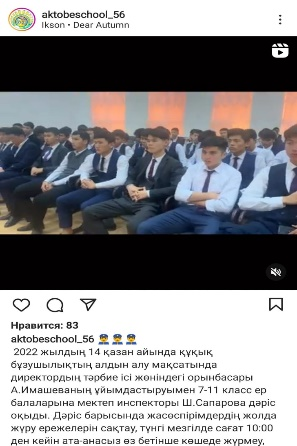 aktobeschool_56
Ikson • Dear Autumn
Нравится: 83
aktobeschool_56 👮👮👮
2022 жылдың 14 қазан айында құқық
бұзушылықтың алдын алу мақсатында
директордың тәрбие ісі жөніндегі орынбасары
А.Имашеваның ұйымдастыруымен 7-11 класс ер
балаларына мектеп инспекторы Ш.Сапарова дәріс
оқыды. Дәріс барысында жасөспірімдердің жолда
жүру ережелерін сақтау, түнгі мезгілде сағат 10:00
ден кейін ата-анасыз өз бетінше көшеде жүрмеу,